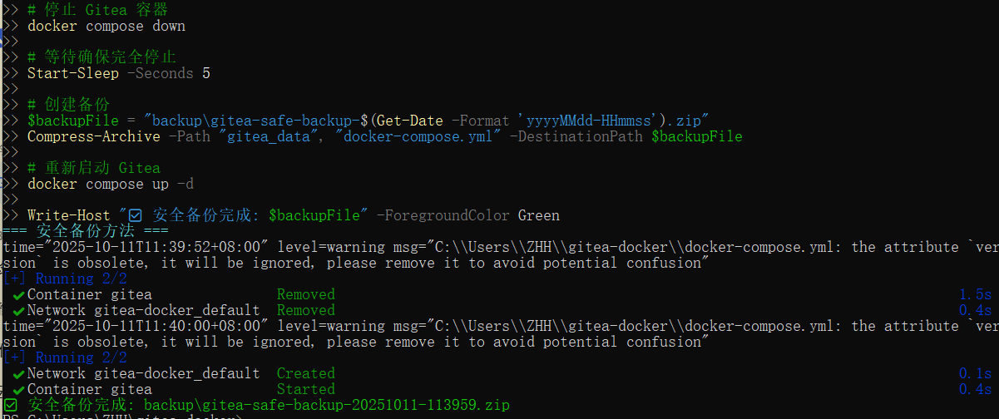 >> # 停止 Gitea 容器
>> docker compose down
>>
>> # 等待确保完全停止
>> Start-Sleep -Seconds 5
>>
>> # 创建备份
>> $backupFile = "backup\gitea-safe-backup-$(Get-Date -Format 'yyyyMMdd-HHmmss').zip"
>> Compress-Archive -Path "gitea_data", "docker-compose.yml" -DestinationPath $backupFile
>>
>> # 重新启动 Gitea
>> docker compose up -d
>>
>> Write-Host "☑ 安全备份完成: $backupFile" -ForegroundColor Green
=== 安全备份方法 ===
time="2025-10-11T11:39:52+08:00" level=warning msg="C:\\Users\\ZHH\\gitea-docker\\docker-compose.yml: the attribute `ver
sion` is obsolete, it will be ignored, please remove it to avoid potential confusion"
[+] Running 2/2
✔Container gitea Removed 1.5s
✔Network gitea-docker_default Removed 0.4s
time="2025-10-11T11:40:00+08:00" level=warning msg="C:\\Users\\ZHH\\gitea-docker\\docker-compose.yml: the attribute `ver
sion` is obsolete, it will be ignored, please remove it to avoid potential confusion"
[+] Running 2/2
✔Network gitea-docker_default Created 0.1s
✔Container gitea Started 0.4s
☑ 安全备份完成: backup\gitea-safe-backup-20251011-113959.zip
PS C:\Users\ZHH\gitea-docker>